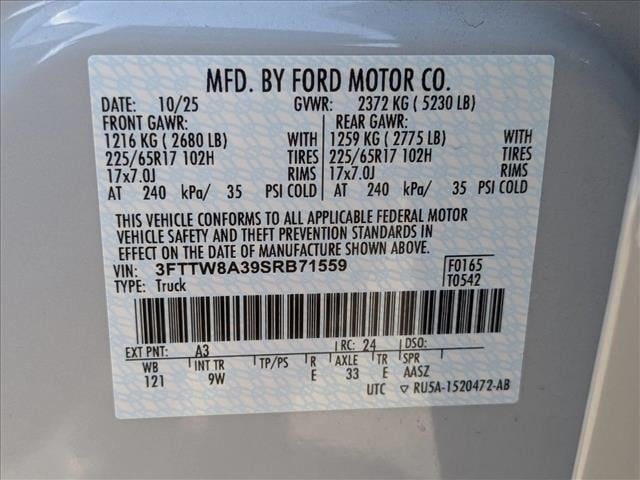 MFD. BY FORD MOTOR CO.
DATE: 10/25 GVWR: 2372 KG ( 5230 LB)
FRONT GAWR: REAR GAWR:
1216 KG ( 2680 LB) WITH 1259 KG ( 2775 LB) WITH
225/65R17 102H TIRES 225/65R17 102H TIRES
17x7.0J RIMS 17x7.0J RIMS
AT 240 kPa/ 35 PSI COLD AT 240 kPa/ 35 PSI COLD
THIS VEHICLE CONFORMS TO ALL APPLICABLE FEDERAL MOTOR
VEHICLE SAFETY AND THEFT PREVENTION STANDARDS IN
EFFECT ON THE DATE OF MANUFACTURE SHOWN ABOVE.
VIN: 3FTTW8A39SRB71559 F0165
TYPE: Truck T0542
EXT PNT: A3 RC: 24 DSO:
WB INT TR TP/PS R AXLE TR SPR
121 9W E 33 E AASZ
UTC ▽ RU5A-1520472-AB